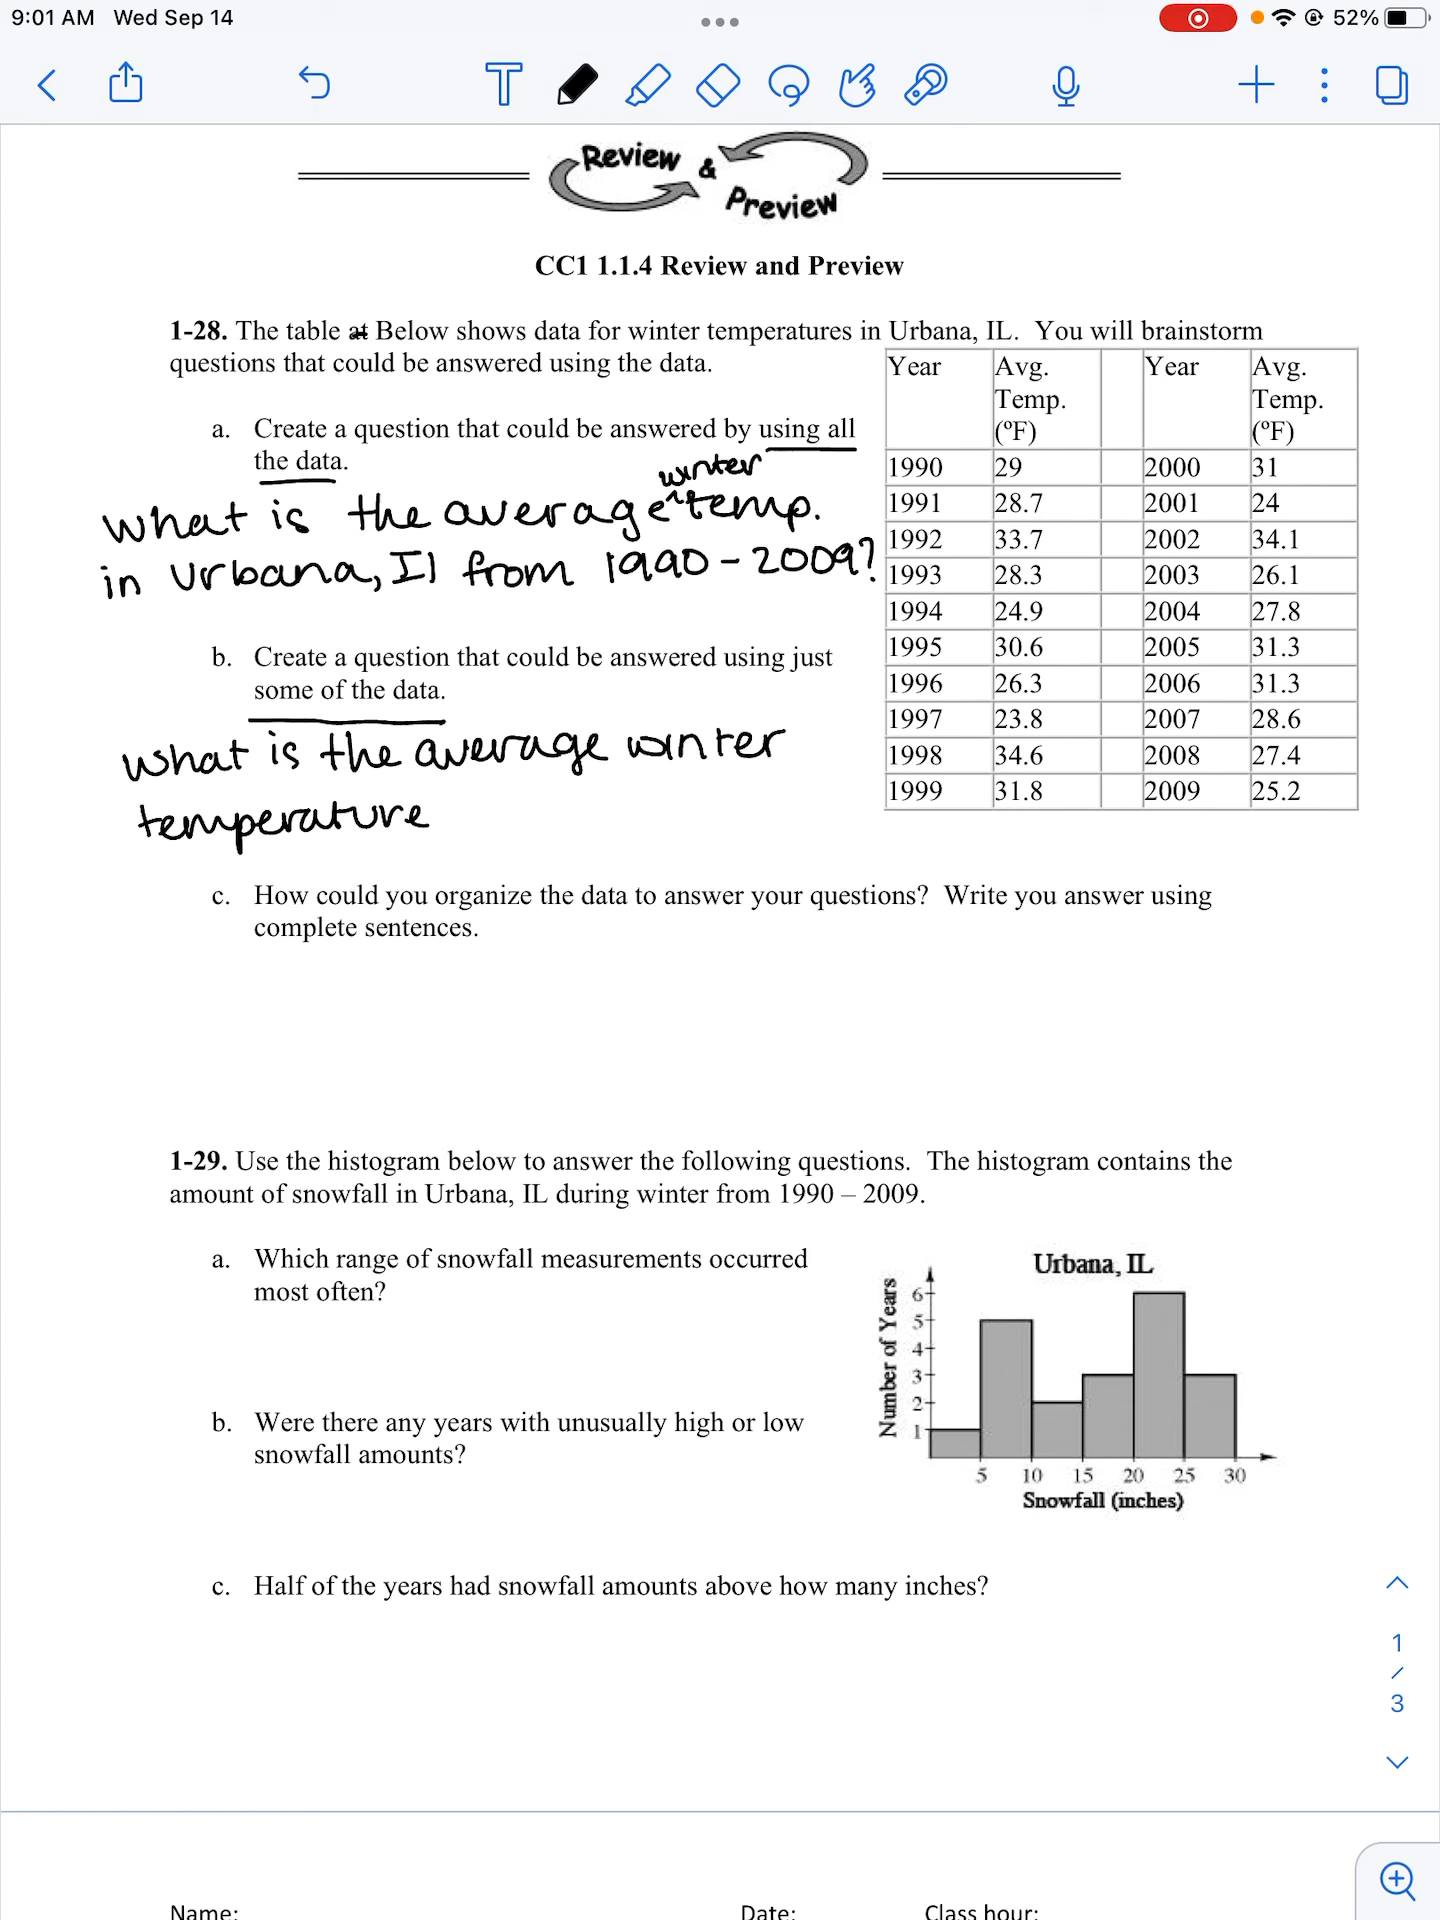 9:01 AM Wed Sep 14
52%
Review &
Preview
CC1 1.1.4 Review and Preview
1-28. The table at Below shows data for winter temperatures in Urbana, IL. You will brainstorm
questions that could be answered using the data.
a. Create a question that could be answered by using all
the data.
winter
what is the average temp.
in Urbana, Il from 1990-2009?
b. Create a question that could be answered using just
some of the data.
what is the average winter
temperature
Year Avg. Temp. (ºF) Year Avg. Temp. (ºF)
1990 29 2000 31
1991 28.7 2001 24
1992 33.7 2002 34.1
1993 28.3 2003 26.1
1994 24.9 2004 27.8
1995 30.6 2005 31.3
1996 26.3 2006 31.3
1997 23.8 2007 28.6
1998 34.6 2008 27.4
1999 31.8 2009 25.2
c. How could you organize the data to answer your questions? Write you answer using
complete sentences.
1-29. Use the histogram below to answer the following questions. The histogram contains the
amount of snowfall in Urbana, IL during winter from 1990 – 2009.
a. Which range of snowfall measurements occurred
most often?
b. Were there any years with unusually high or low
snowfall amounts?
Urbana, IL
Number of Years
6
5
4
3
2
1
5 10 15 20 25 30
Snowfall (inches)
c. Half of the years had snowfall amounts above how many inches?
1
/
3
Name: Date: Class hour: